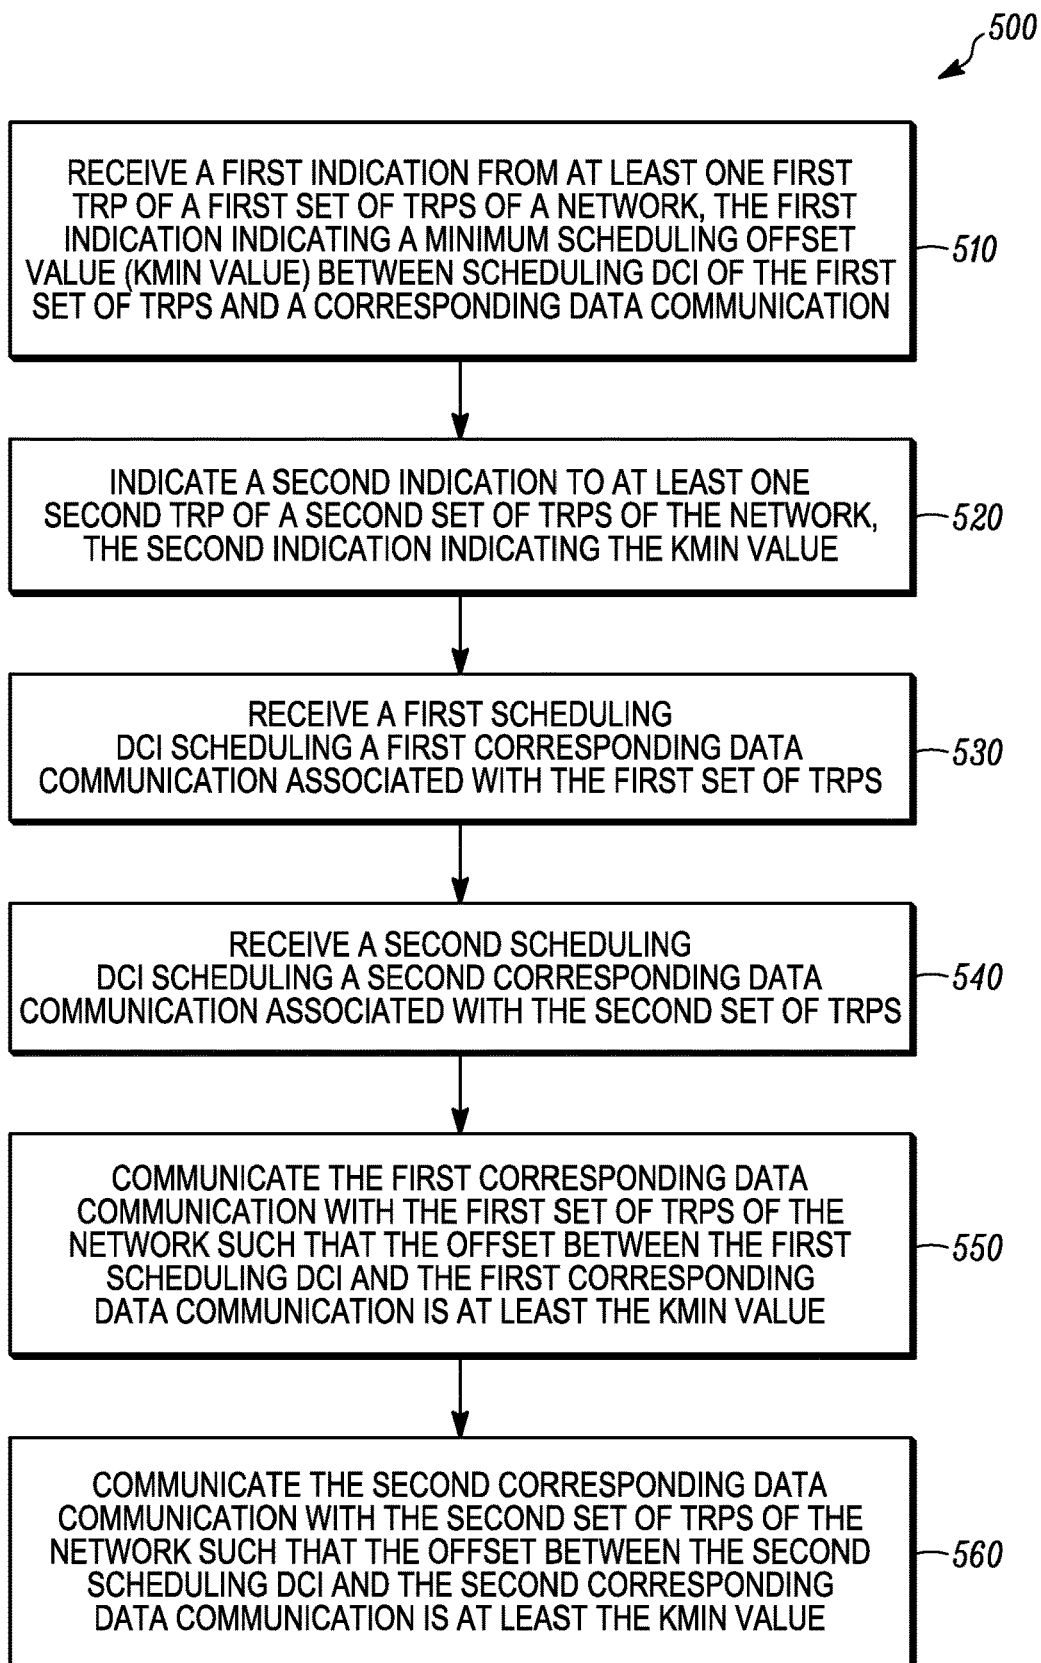 500
RECEIVE A FIRST INDICATION FROM AT LEAST ONE FIRST
TRP OF A FIRST SET OF TRPS OF A NETWORK, THE FIRST
INDICATION INDICATING A MINIMUM SCHEDULING OFFSET
VALUE (KMIN VALUE) BETWEEN SCHEDULING DCI OF THE FIRST
SET OF TRPS AND A CORRESPONDING DATA COMMUNICATION
510
INDICATE A SECOND INDICATION TO AT LEAST ONE
SECOND TRP OF A SECOND SET OF TRPS OF THE NETWORK,
THE SECOND INDICATION INDICATING THE KMIN VALUE
520
RECEIVE A FIRST SCHEDULING
DCI SCHEDULING A FIRST CORRESPONDING DATA
COMMUNICATION ASSOCIATED WITH THE FIRST SET OF TRPS
530
RECEIVE A SECOND SCHEDULING
DCI SCHEDULING A SECOND CORRESPONDING DATA
COMMUNICATION ASSOCIATED WITH THE SECOND SET OF TRPS
540
COMMUNICATE THE FIRST CORRESPONDING DATA
COMMUNICATION WITH THE FIRST SET OF TRPS OF THE
NETWORK SUCH THAT THE OFFSET BETWEEN THE FIRST
SCHEDULING DCI AND THE FIRST CORRESPONDING
DATA COMMUNICATION IS AT LEAST THE KMIN VALUE
550
COMMUNICATE THE SECOND CORRESPONDING DATA
COMMUNICATION WITH THE SECOND SET OF TRPS OF THE
NETWORK SUCH THAT THE OFFSET BETWEEN THE SECOND
SCHEDULING DCI AND THE SECOND CORRESPONDING
DATA COMMUNICATION IS AT LEAST THE KMIN VALUE
560